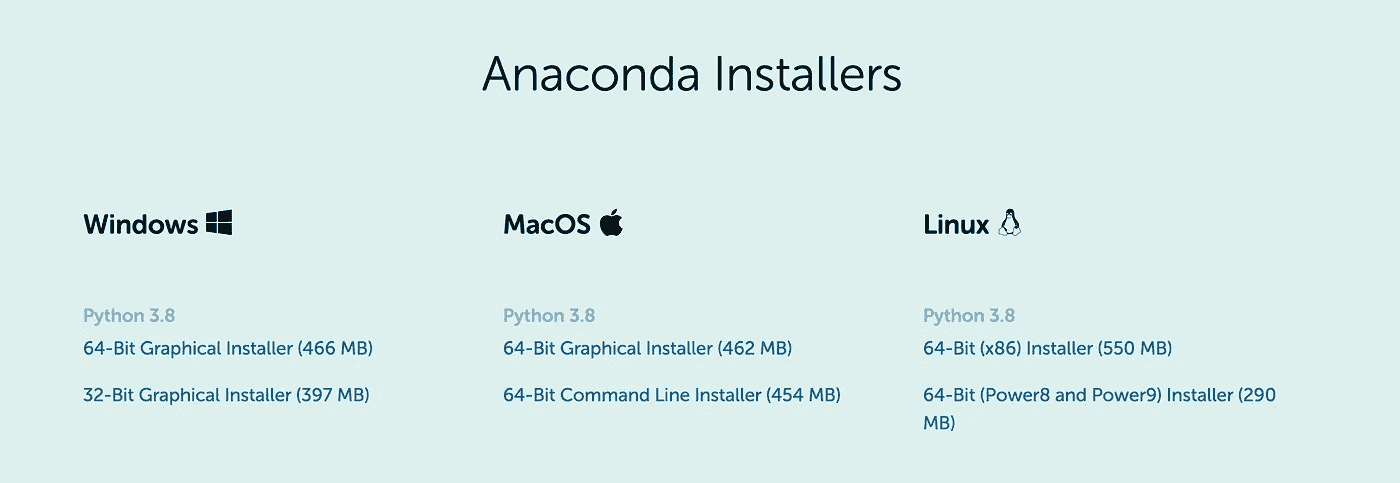 Anaconda Installers
Windows
Python 3.8
64-Bit Graphical Installer (466 MB)
32-Bit Graphical Installer (397 MB)
MacOS
Python 3.8
64-Bit Graphical Installer (462 MB)
64-Bit Command Line Installer (454 MB)
Linux
Python 3.8
64-Bit (x86) Installer (550 MB)
64-Bit (Power8 and Power9) Installer (290
MB)